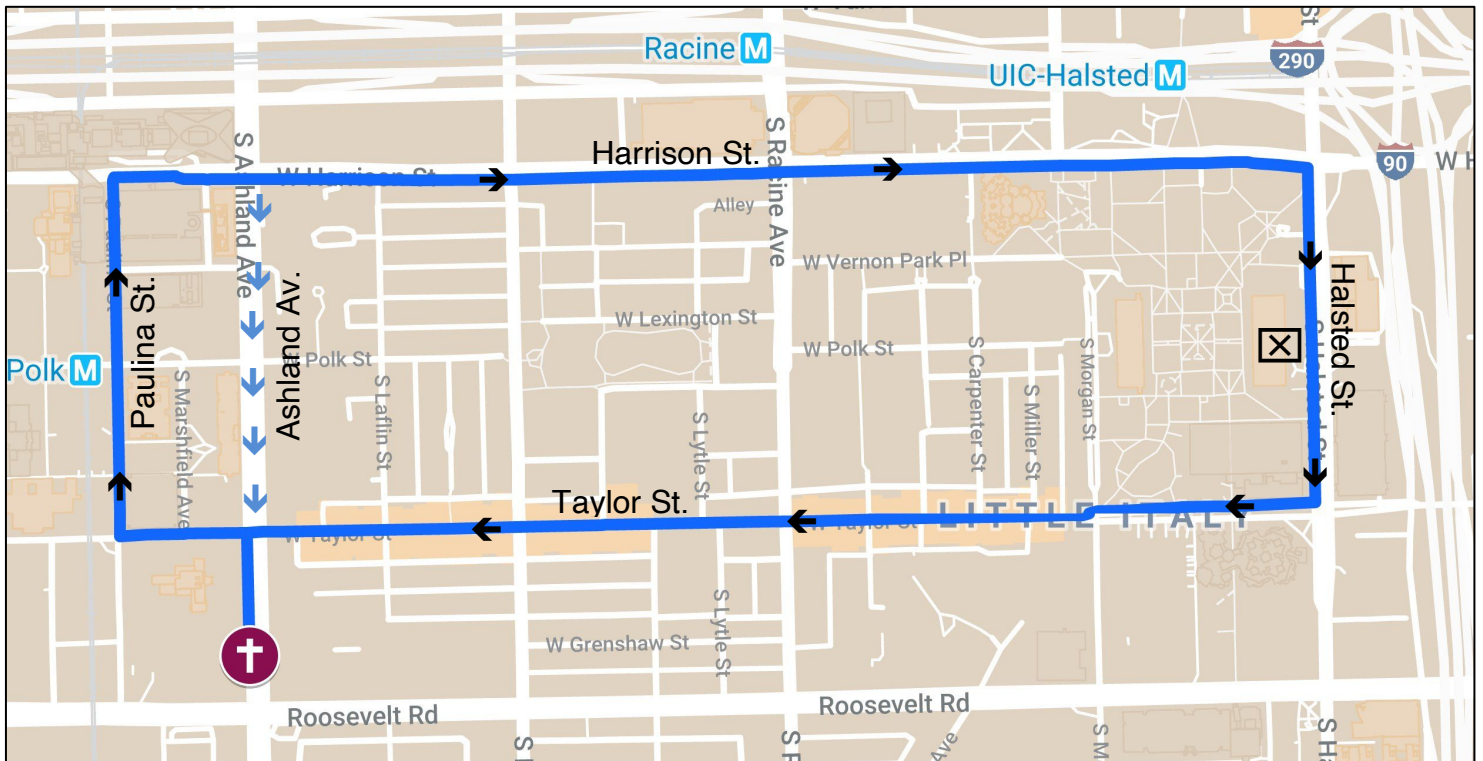 St
Racine M
290
UIC-Halsted M
Harrison St.
W Harrison St
90
W H
S Ashland Ave
S Racine Ave
Alley
W Vernon Park Pl
Paulina St.
Ashland Av.
Halsted St.
W Lexington St
Polk M
Polk St
W Polk St
S Marshfield Ave
S Laflin St
S Lytle St
S Carpenter St
S Miller St
S Morgan St
Taylor St.
W Taylor St
W Taylor St
LITTLE ITALY
S Lytle St
W Grenshaw St
Roosevelt Rd
Roosevelt Rd
Ave
S M
S Ha